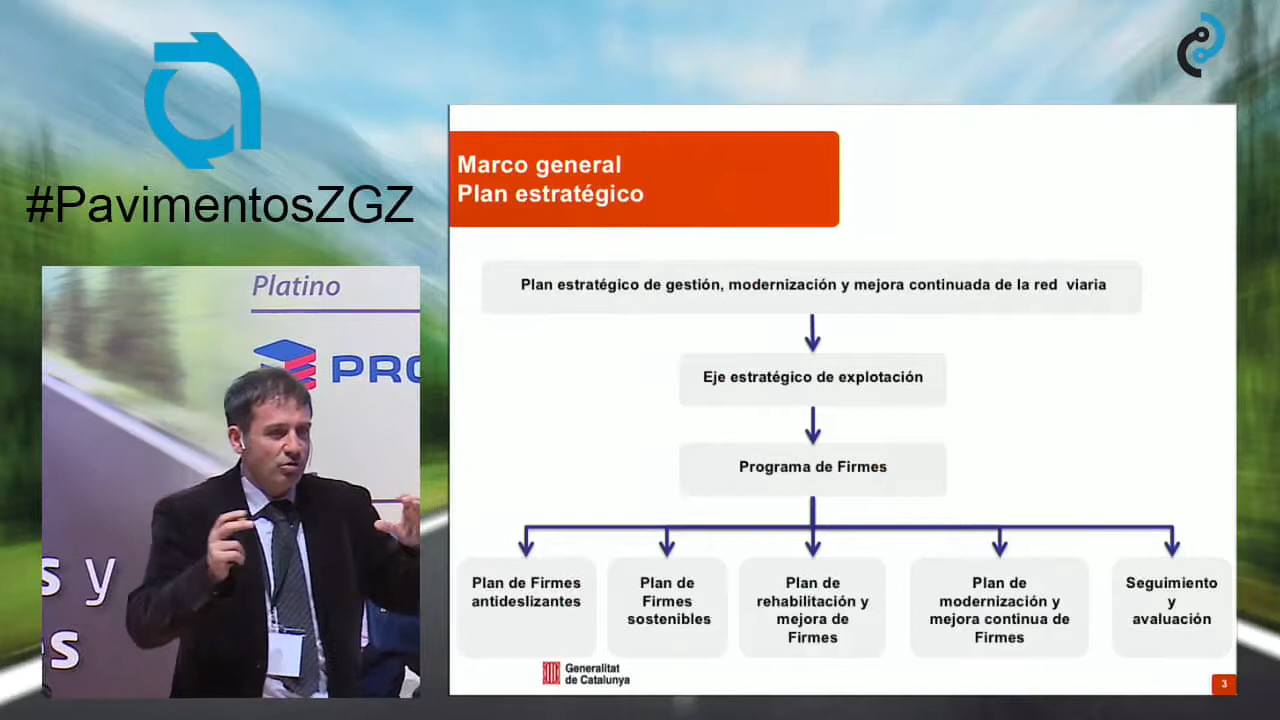 #PavimentosZGZ
Platino
s y
s
Marco general
Plan estratégico
Plan estratégico de gestión, modernización y mejora continuada de la red viaria
Eje estratégico de explotación
Programa de Firmes
Plan de Firmes
antideslizantes
Plan de
Firmes
sostenibles
Plan de
rehabilitación y
mejora de
Firmes
Plan de
modernización y
mejora continua de
Firmes
Seguimiento
y
evaluación
Generalitat
de Catalunya
3